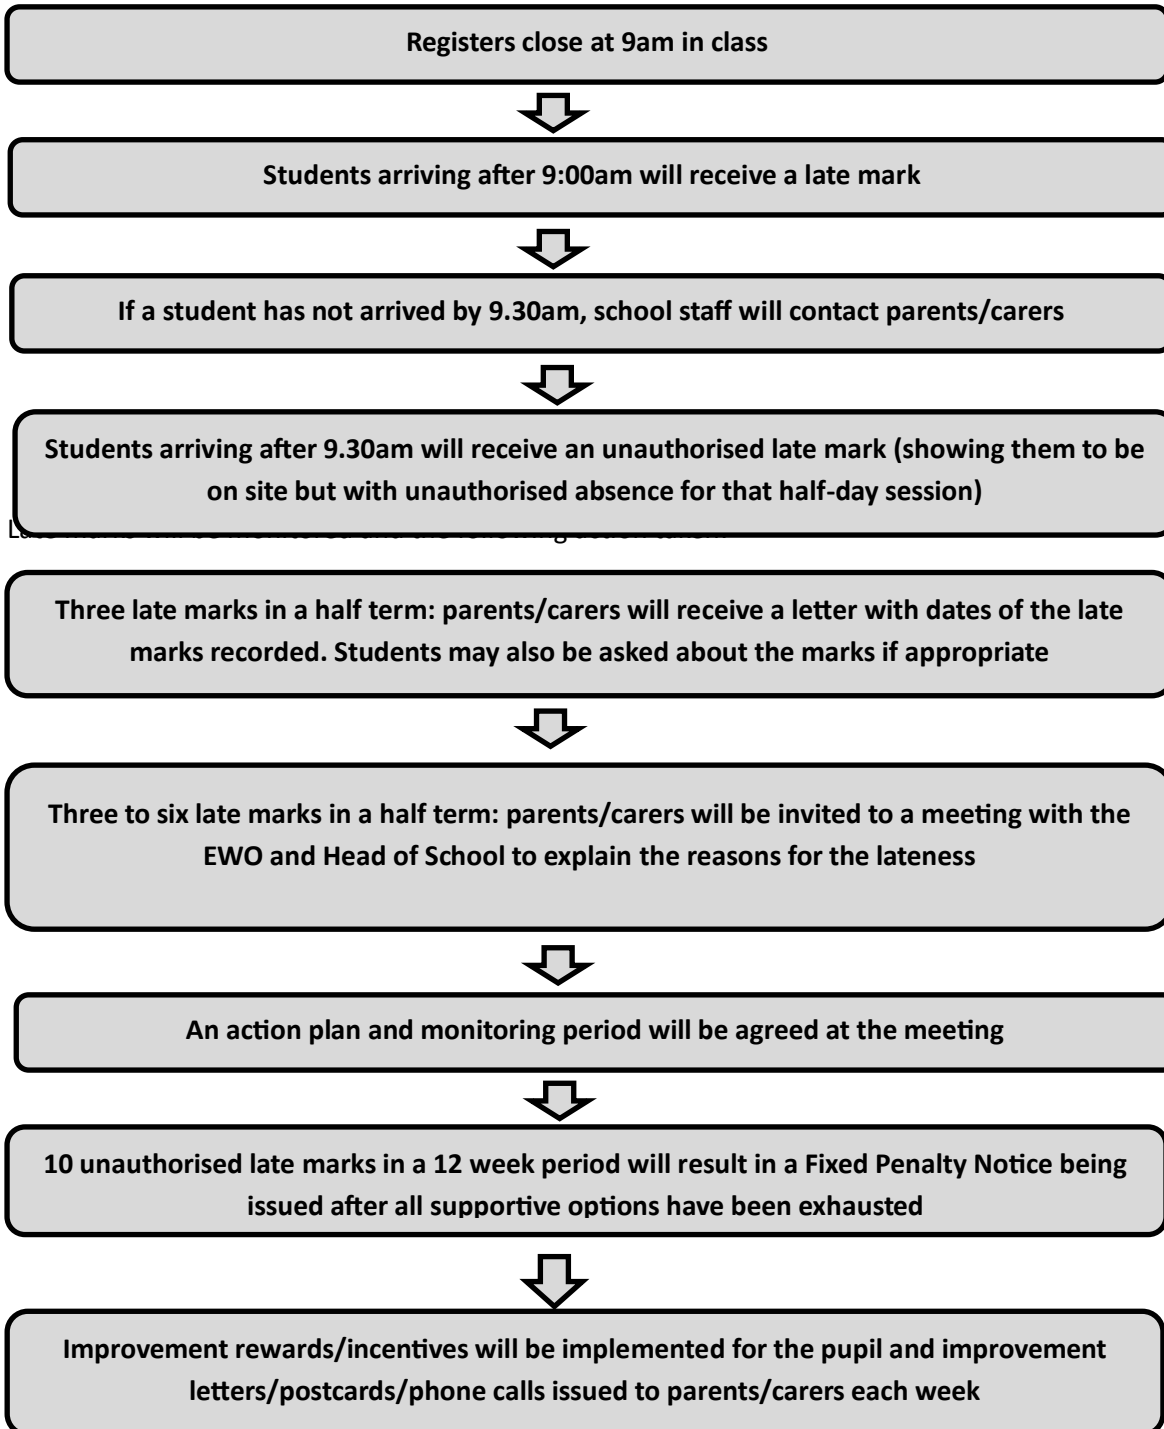 Registers close at 9am in class
Students arriving after 9:00am will receive a late mark
If a student has not arrived by 9.30am, school staff will contact parents/carers
Students arriving after 9.30am will receive an unauthorised late mark (showing them to be
on site but with unauthorised absence for that half-day session)
Three late marks in a half term: parents/carers will receive a letter with dates of the late
marks recorded. Students may also be asked about the marks if appropriate
Three to six late marks in a half term: parents/carers will be invited to a meeting with the
EWO and Head of School to explain the reasons for the lateness
An action plan and monitoring period will be agreed at the meeting
10 unauthorised late marks in a 12 week period will result in a Fixed Penalty Notice being
issued after all supportive options have been exhausted
Improvement rewards/incentives will be implemented for the pupil and improvement
letters/postcards/phone calls issued to parents/carers each week